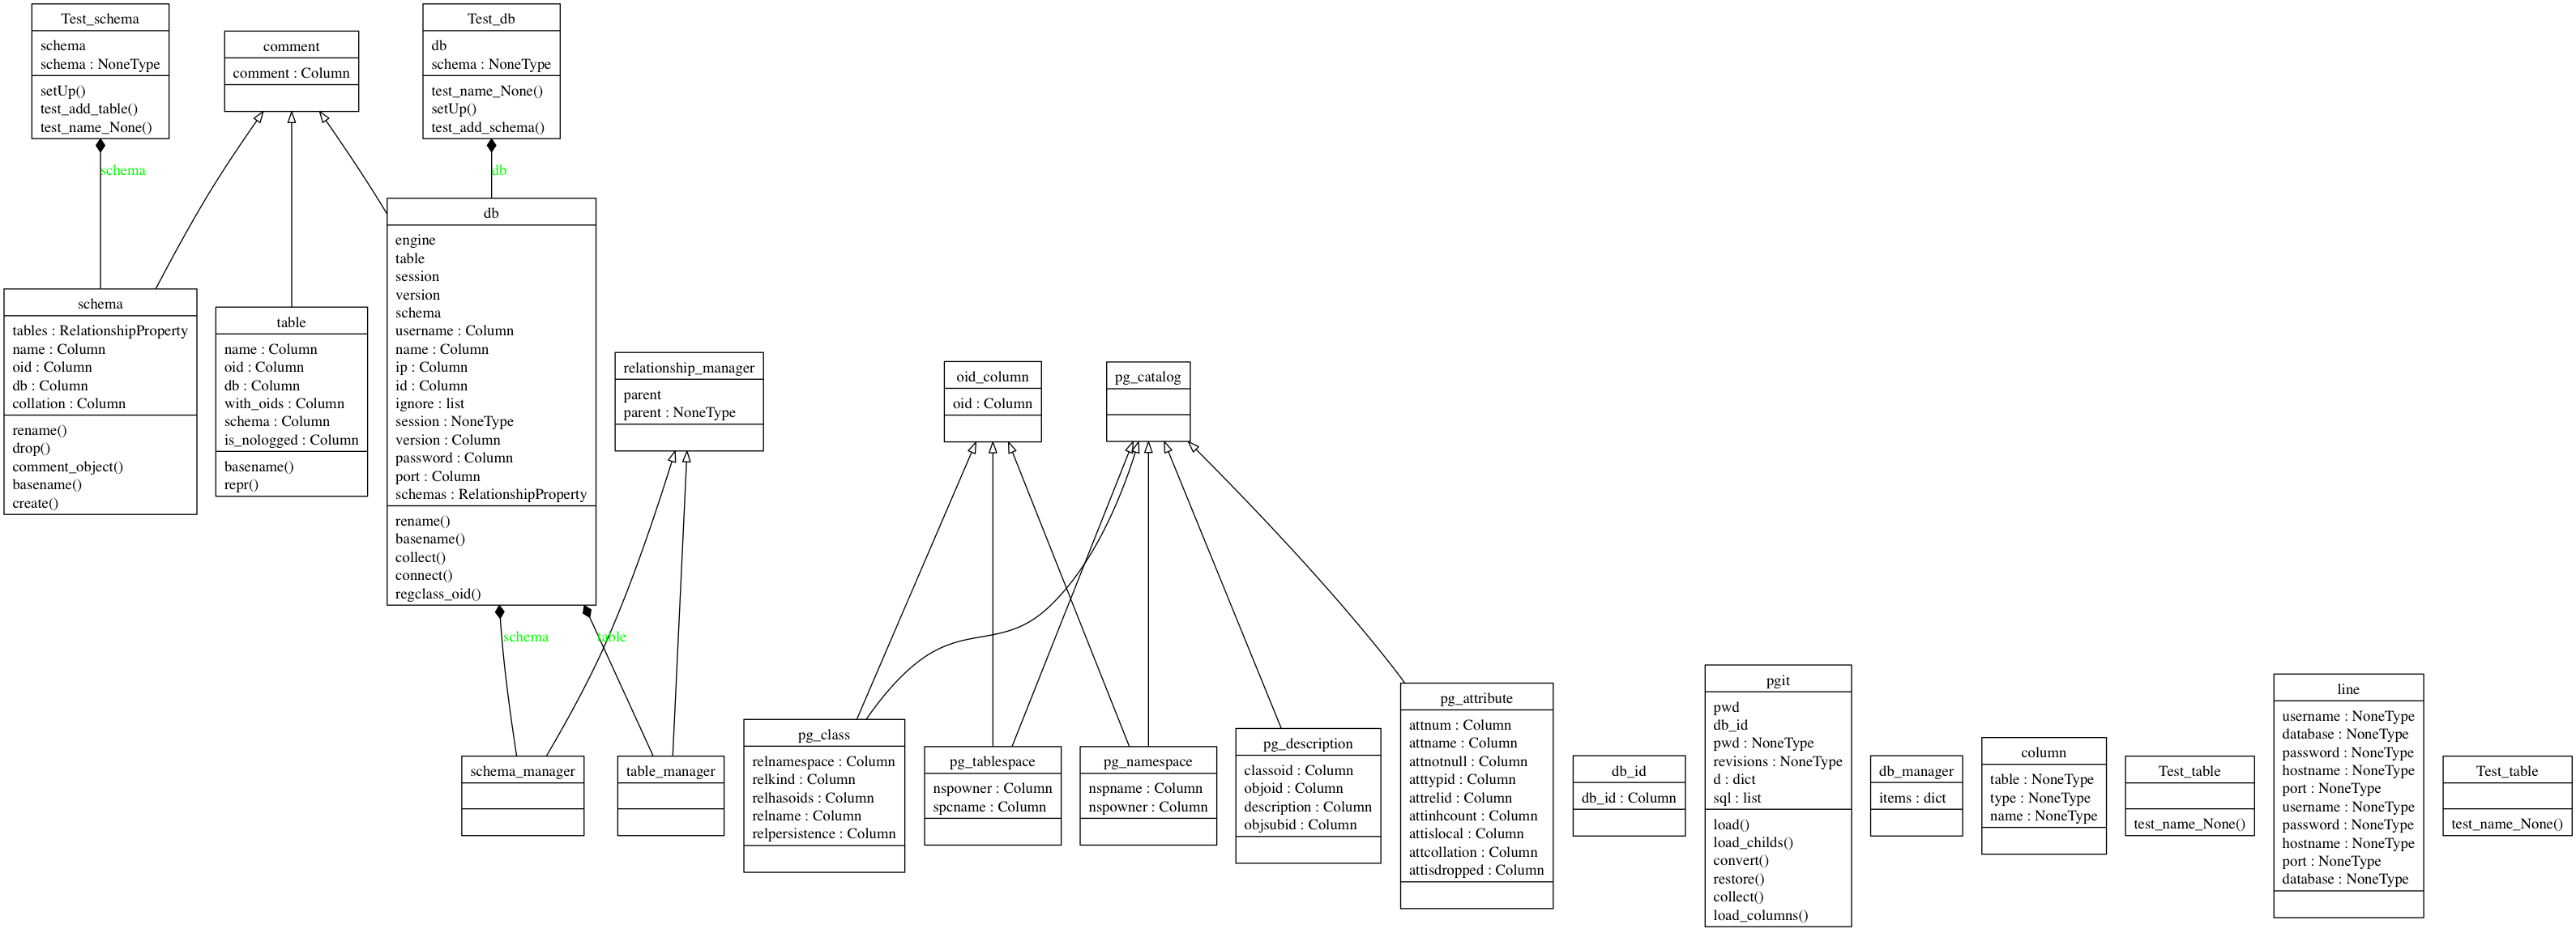 Test_schema
schema
schema : NoneType
setUp()
test_add_table()
test_name_None()
comment
comment : Column
Test_db
db
schema : NoneType
test_name_None()
setUp()
test_add_schema()
schema
db
schema
tables : RelationshipProperty
name : Column
oid : Column
db : Column
collation : Column
rename()
drop()
comment_object()
basename()
create()
table
name : Column
oid : Column
db : Column
with_oids : Column
schema : Column
is_nologged : Column
basename()
repr()
db
engine
table
session
version
schema
username : Column
name : Column
ip : Column
id : Column
ignore : list
session : NoneType
version : Column
password : Column
port : Column
schemas : RelationshipProperty
rename()
basename()
collect()
connect()
regclass_oid()
relationship_manager
parent
parent : NoneType
oid_column
oid : Column
pg_catalog
schema
table
schema_manager
table_manager
pg_class
relnamespace : Column
relkind : Column
relhasoids : Column
relname : Column
relpersistence : Column
pg_tablespace
nspowner : Column
spcname : Column
pg_namespace
nspname : Column
nspowner : Column
pg_description
classoid : Column
objoid : Column
description : Column
objsubid : Column
pg_attribute
attnum : Column
attname : Column
attnotnull : Column
atttypid : Column
attrelid : Column
attinhcount : Column
attislocal : Column
attcollation : Column
attisdropped : Column
db_id
db_id : Column
pgit
pwd
db_id
pwd : NoneType
revisions : NoneType
d : dict
sql : list
load()
load_childs()
convert()
restore()
collect()
load_columns()
db_manager
items : dict
column
table : NoneType
type : NoneType
name : NoneType
Test_table
test_name_None()
line
username : NoneType
database : NoneType
password : NoneType
hostname : NoneType
port : NoneType
username : NoneType
password : NoneType
hostname : NoneType
port : NoneType
database : NoneType
Test_table
test_name_None()